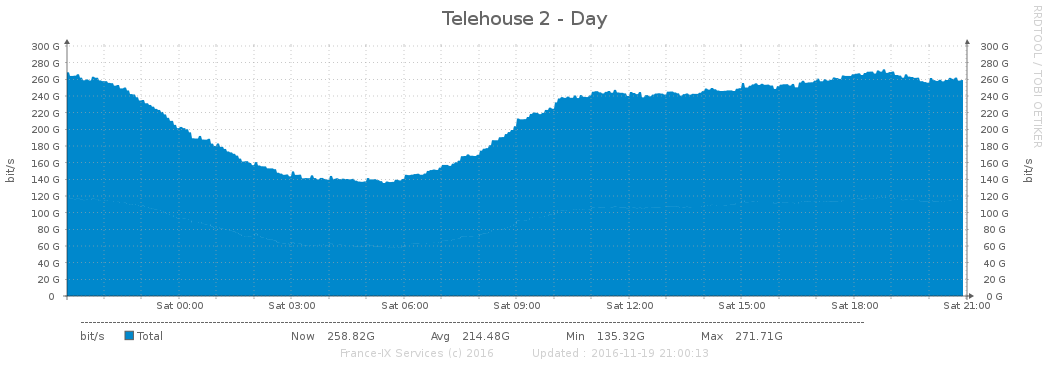 Telehouse 2 - Day
RRDTOOL / TOBI OETIKER
bit/s
300 G 300 G
280 G 280 G
260 G 260 G
240 G 240 G
220 G 220 G
200 G 200 G
180 G 180 G
160 G 160 G
140 G 140 G
120 G 120 G
100 G 100 G
80 G 80 G
60 G 60 G
40 G 40 G
20 G 20 G
0 0 G
bit/s
Sat 00:00 Sat 03:00 Sat 06:00 Sat 09:00 Sat 12:00 Sat 15:00 Sat 18:00 Sat 21:00
bit/s Total Now 258.82G Avg 214.48G Min 135.32G Max 271.71G
France-IX Services (c) 2016 Updated : 2016-11-19 21:00:13